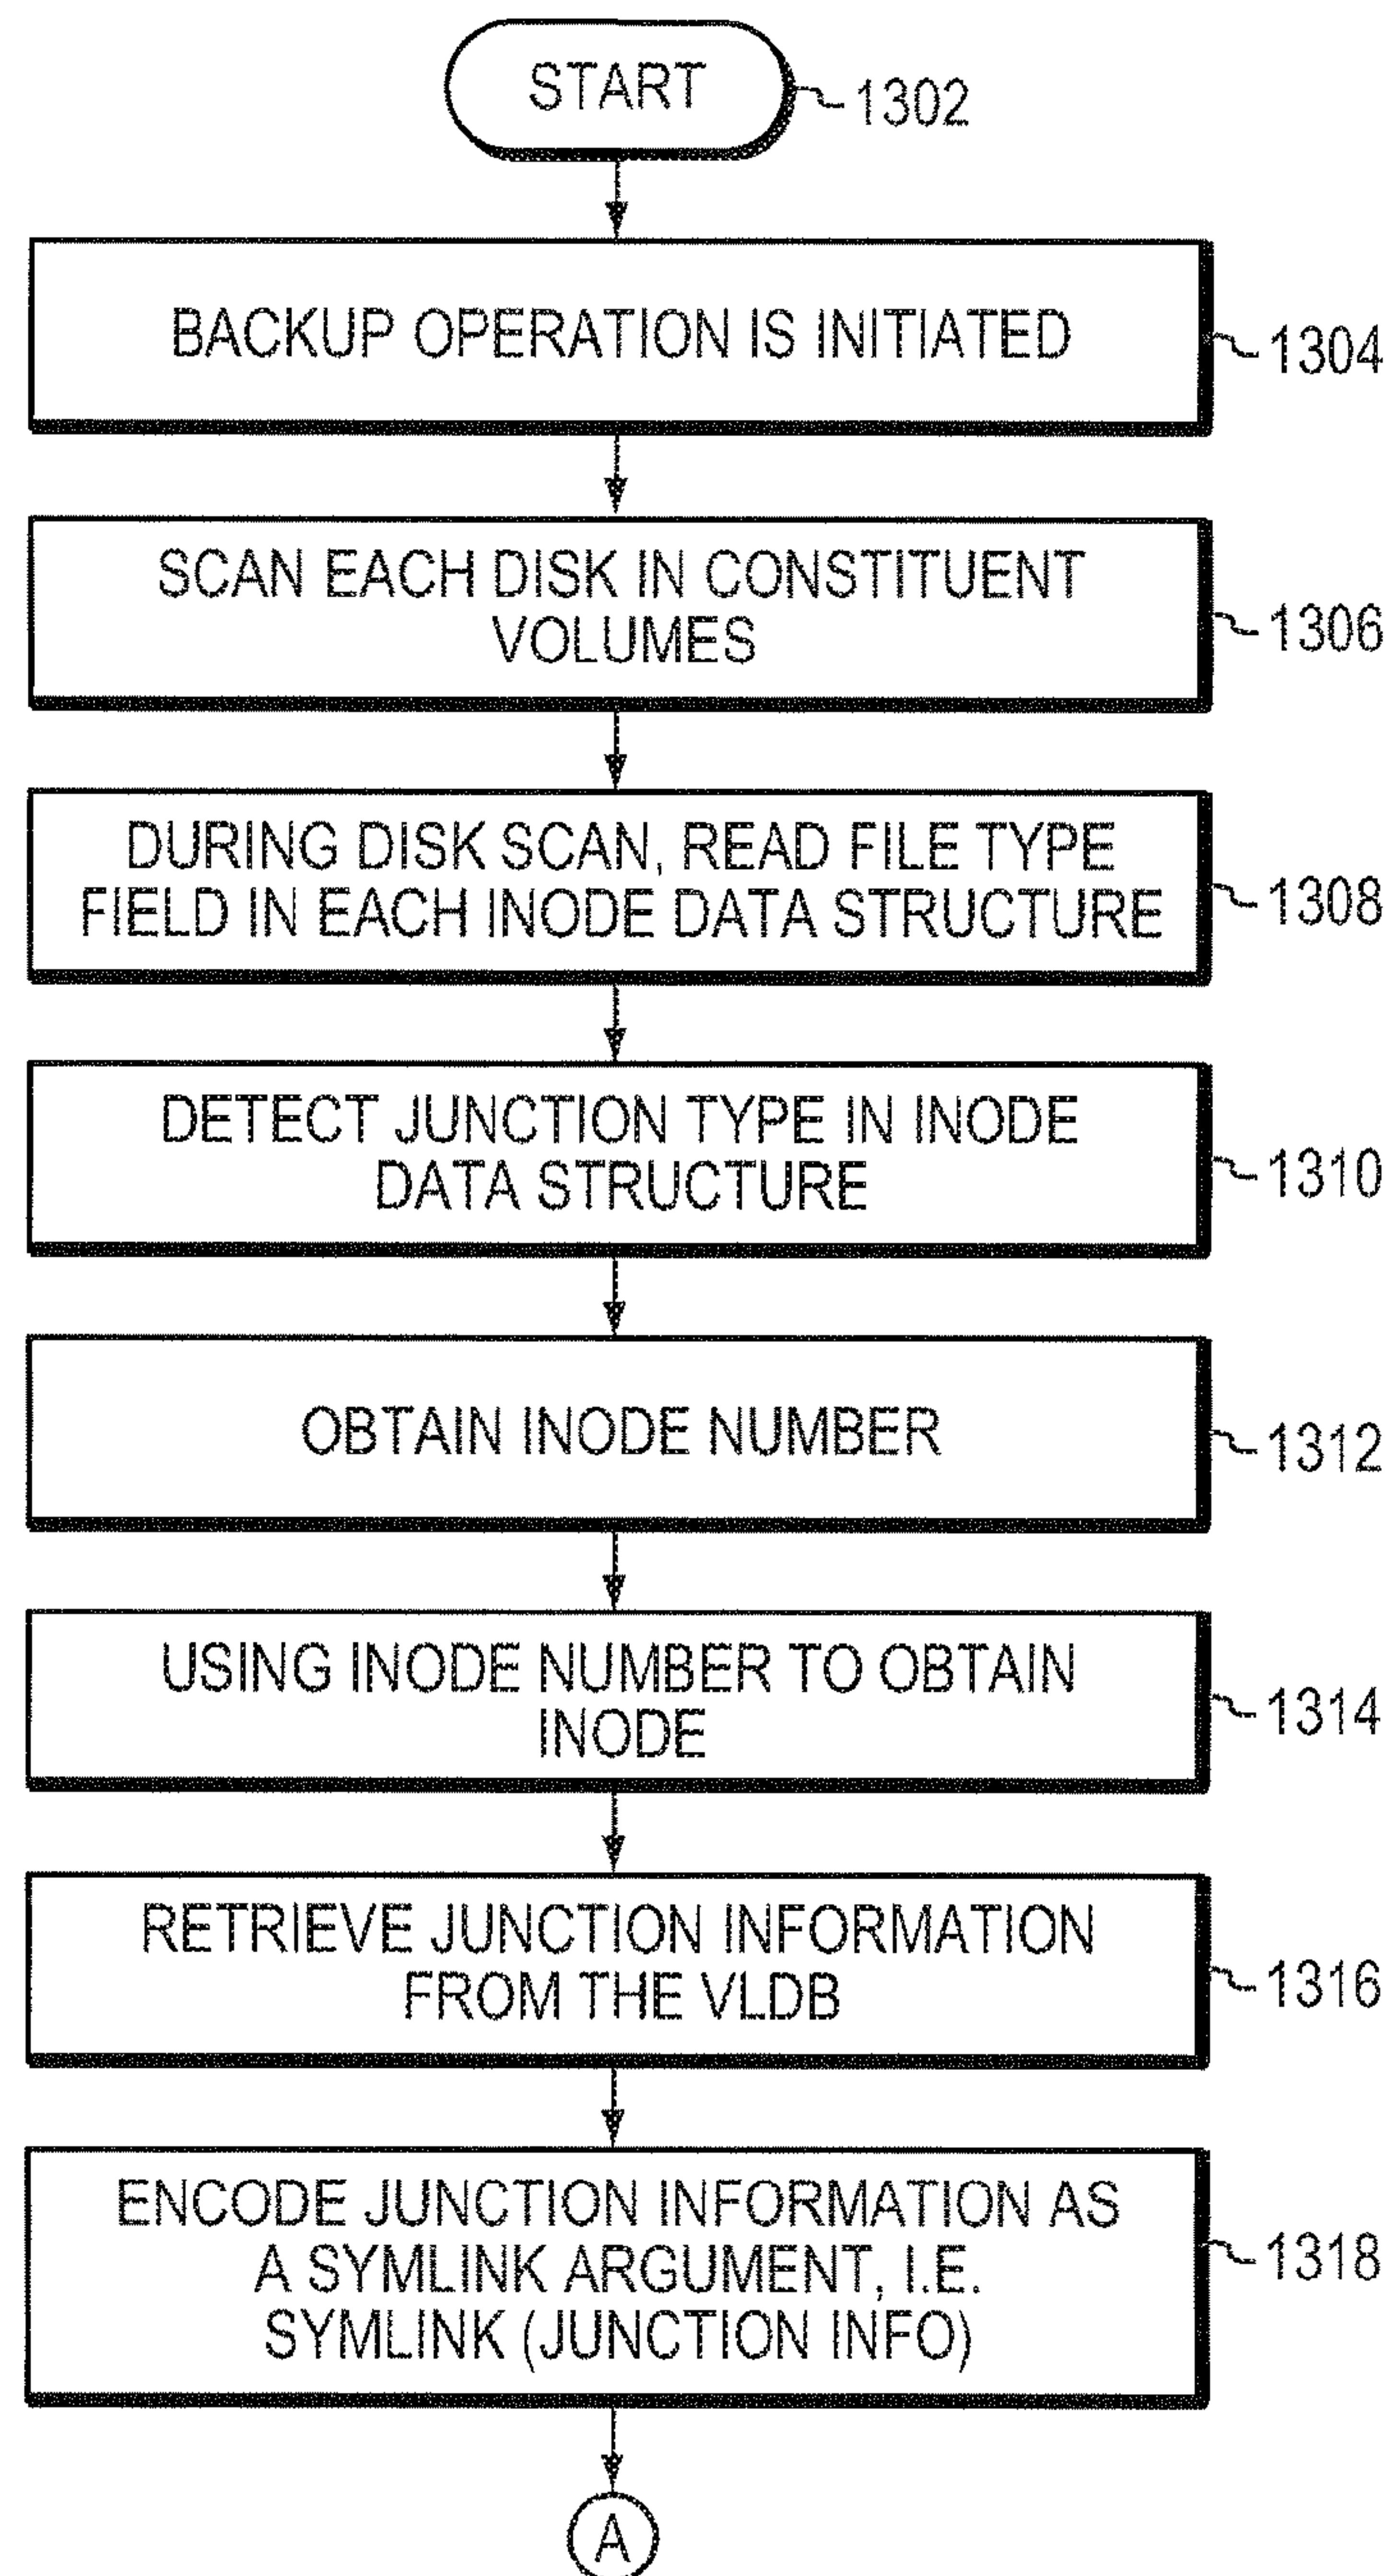 START
1302
BACKUP OPERATION IS INITIATED
1304
SCAN EACH DISK IN CONSTITUENT
VOLUMES
1306
DURING DISK SCAN, READ FILE TYPE
FIELD IN EACH INODE DATA STRUCTURE
1308
DETECT JUNCTION TYPE IN INODE
DATA STRUCTURE
1310
OBTAIN INODE NUMBER
1312
USING INODE NUMBER TO OBTAIN
INODE
1314
RETRIEVE JUNCTION INFORMATION
FROM THE VLDB
1316
ENCODE JUNCTION INFORMATION AS
A SYMLINK ARGUMENT, I.E.
SYMLINK (JUNCTION INFO)
1318
A